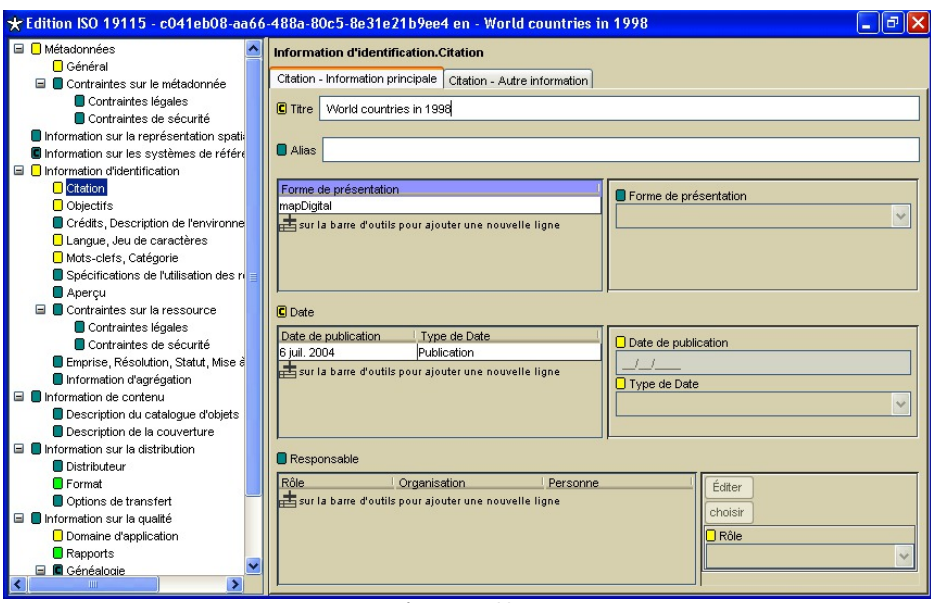 Edition ISO 19115 - c041eb08-aa66-488a-80c5-8e31e21b9ee4 en - World countries in 1998
Métadonnées
Général
Contraintes sur le métadonnée
Contraintes légales
Contraintes de sécurité
Information sur la représentation spati
Information sur les systèmes de référe
Information d'identification
Citation
Objectifs
Crédits, Description de l'environne
Langue, Jeu de caractères
Mots-clefs, Catégorie
Spécifications de l'utilisation des r
Aperçu
Contraintes sur la ressource
Contraintes légales
Contraintes de sécurité
Emprise, Résolution, Statut, Mise à
Information d'agrégation
Information de contenu
Description du catalogue d'objets
Description de la couverture
Information sur la distribution
Distributeur
Format
Options de transfert
Information sur la qualité
Domaine d'application
Rapports
Généalogie
Information d'identification.Citation
Citation - Information principale Citation - Autre information
C Titre World countries in 1998
Alias
Forme de présentation
mapDigital
sur la barre d'outils pour ajouter une nouvelle ligne
Forme de présentation
C Date
Date de publication Type de Date
6 juil. 2004 Publication
sur la barre d'outils pour ajouter une nouvelle ligne
Date de publication
__/__/____
Type de Date
Responsable
Rôle Organisation Personne
sur la barre d'outils pour ajouter une nouvelle ligne
Éditer
choisir
Rôle